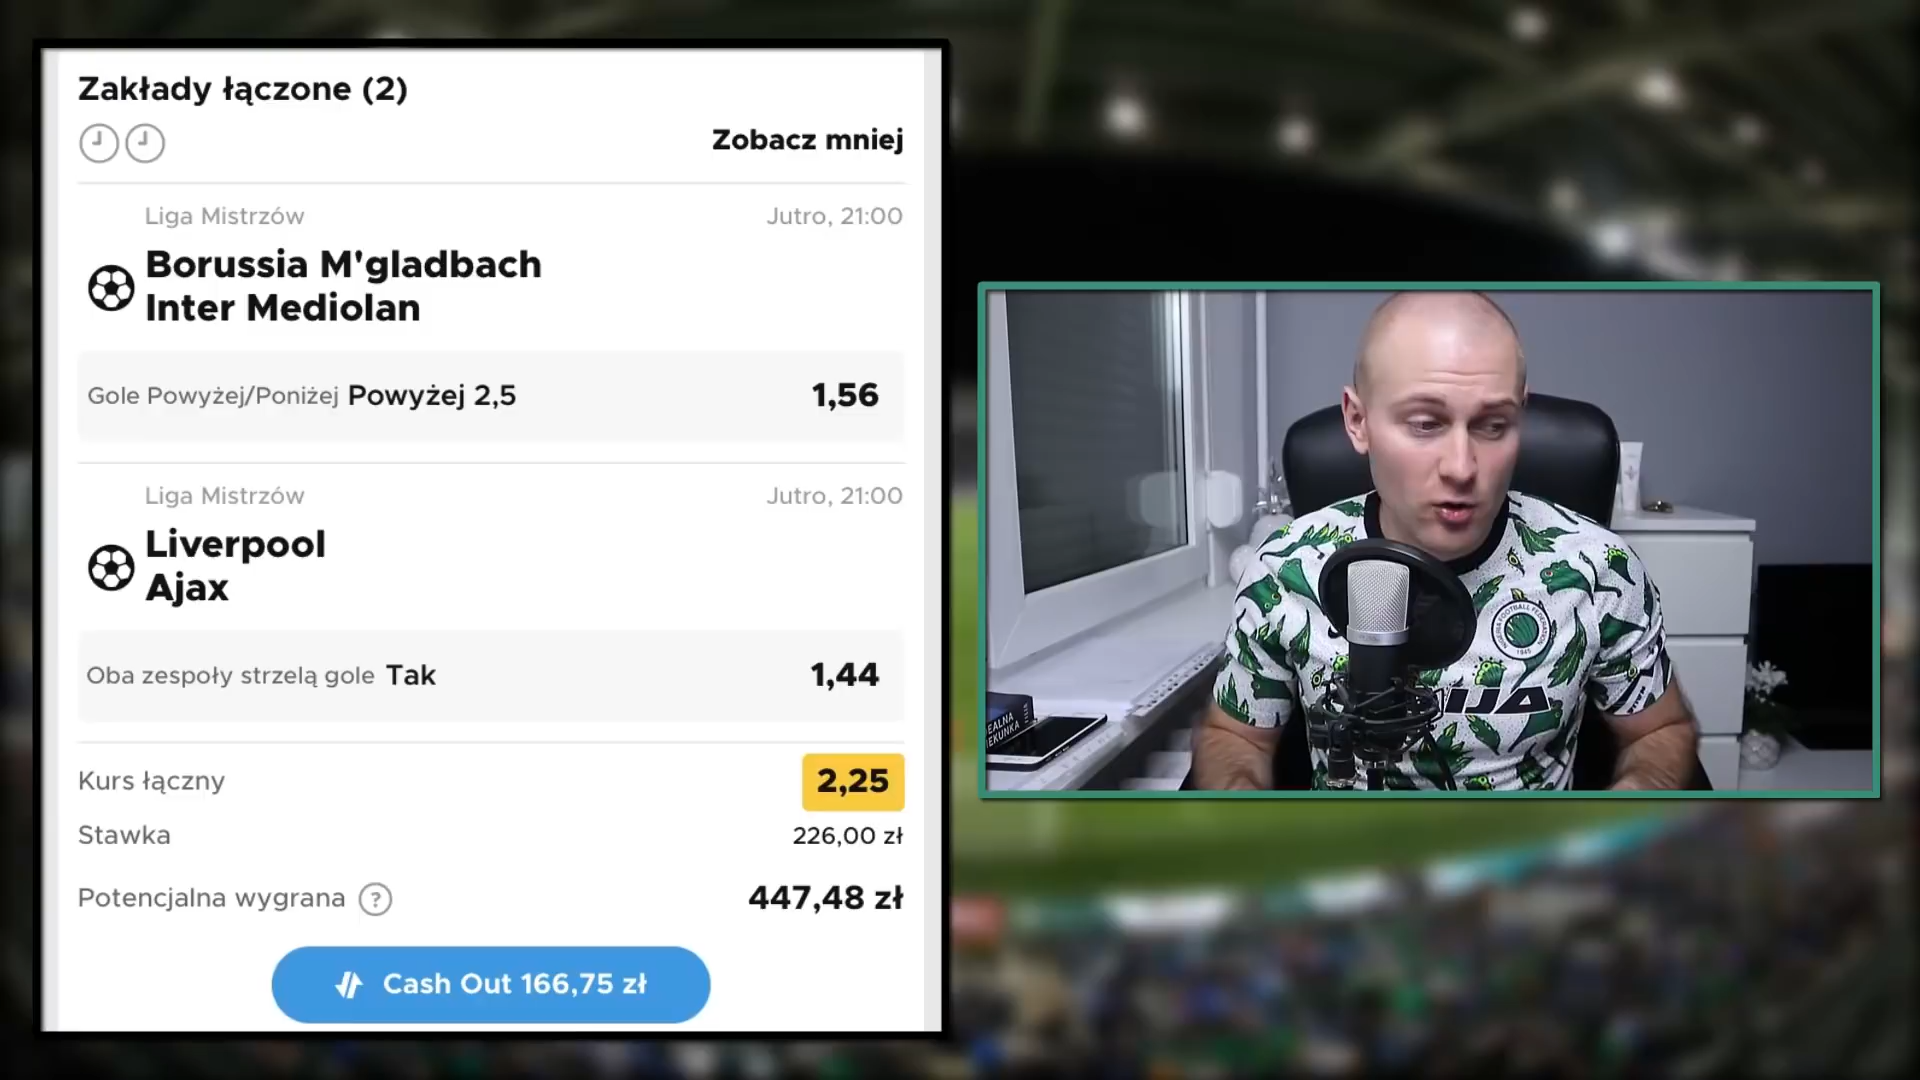 Zakłady łączone (2)
Zobacz mniej
Liga Mistrzów
Jutro, 21:00
Borussia M'gladbach
Inter Mediolan
Gole Powyżej/Poniżej Powyżej 2,5
1,56
Liga Mistrzów
Jutro, 21:00
Liverpool
Ajax
Oba zespoły strzelą gole Tak
1,44
Kurs łączny
2,25
Stawka
226,00 zł
Potencjalna wygrana ?
447,48 zł
Cash Out 166,75 zł